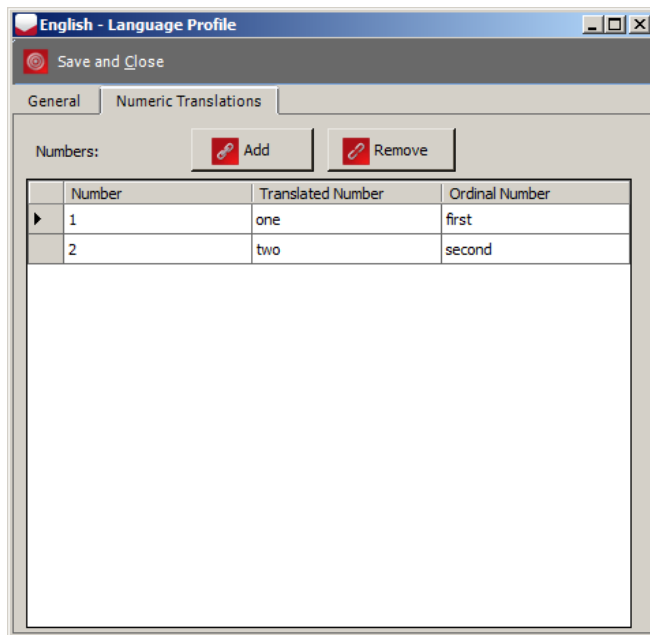 English - Language Profile
Save and Close
General Numeric Translations
Numbers: Add Remove
Number Translated Number Ordinal Number
1 one first
2 two second